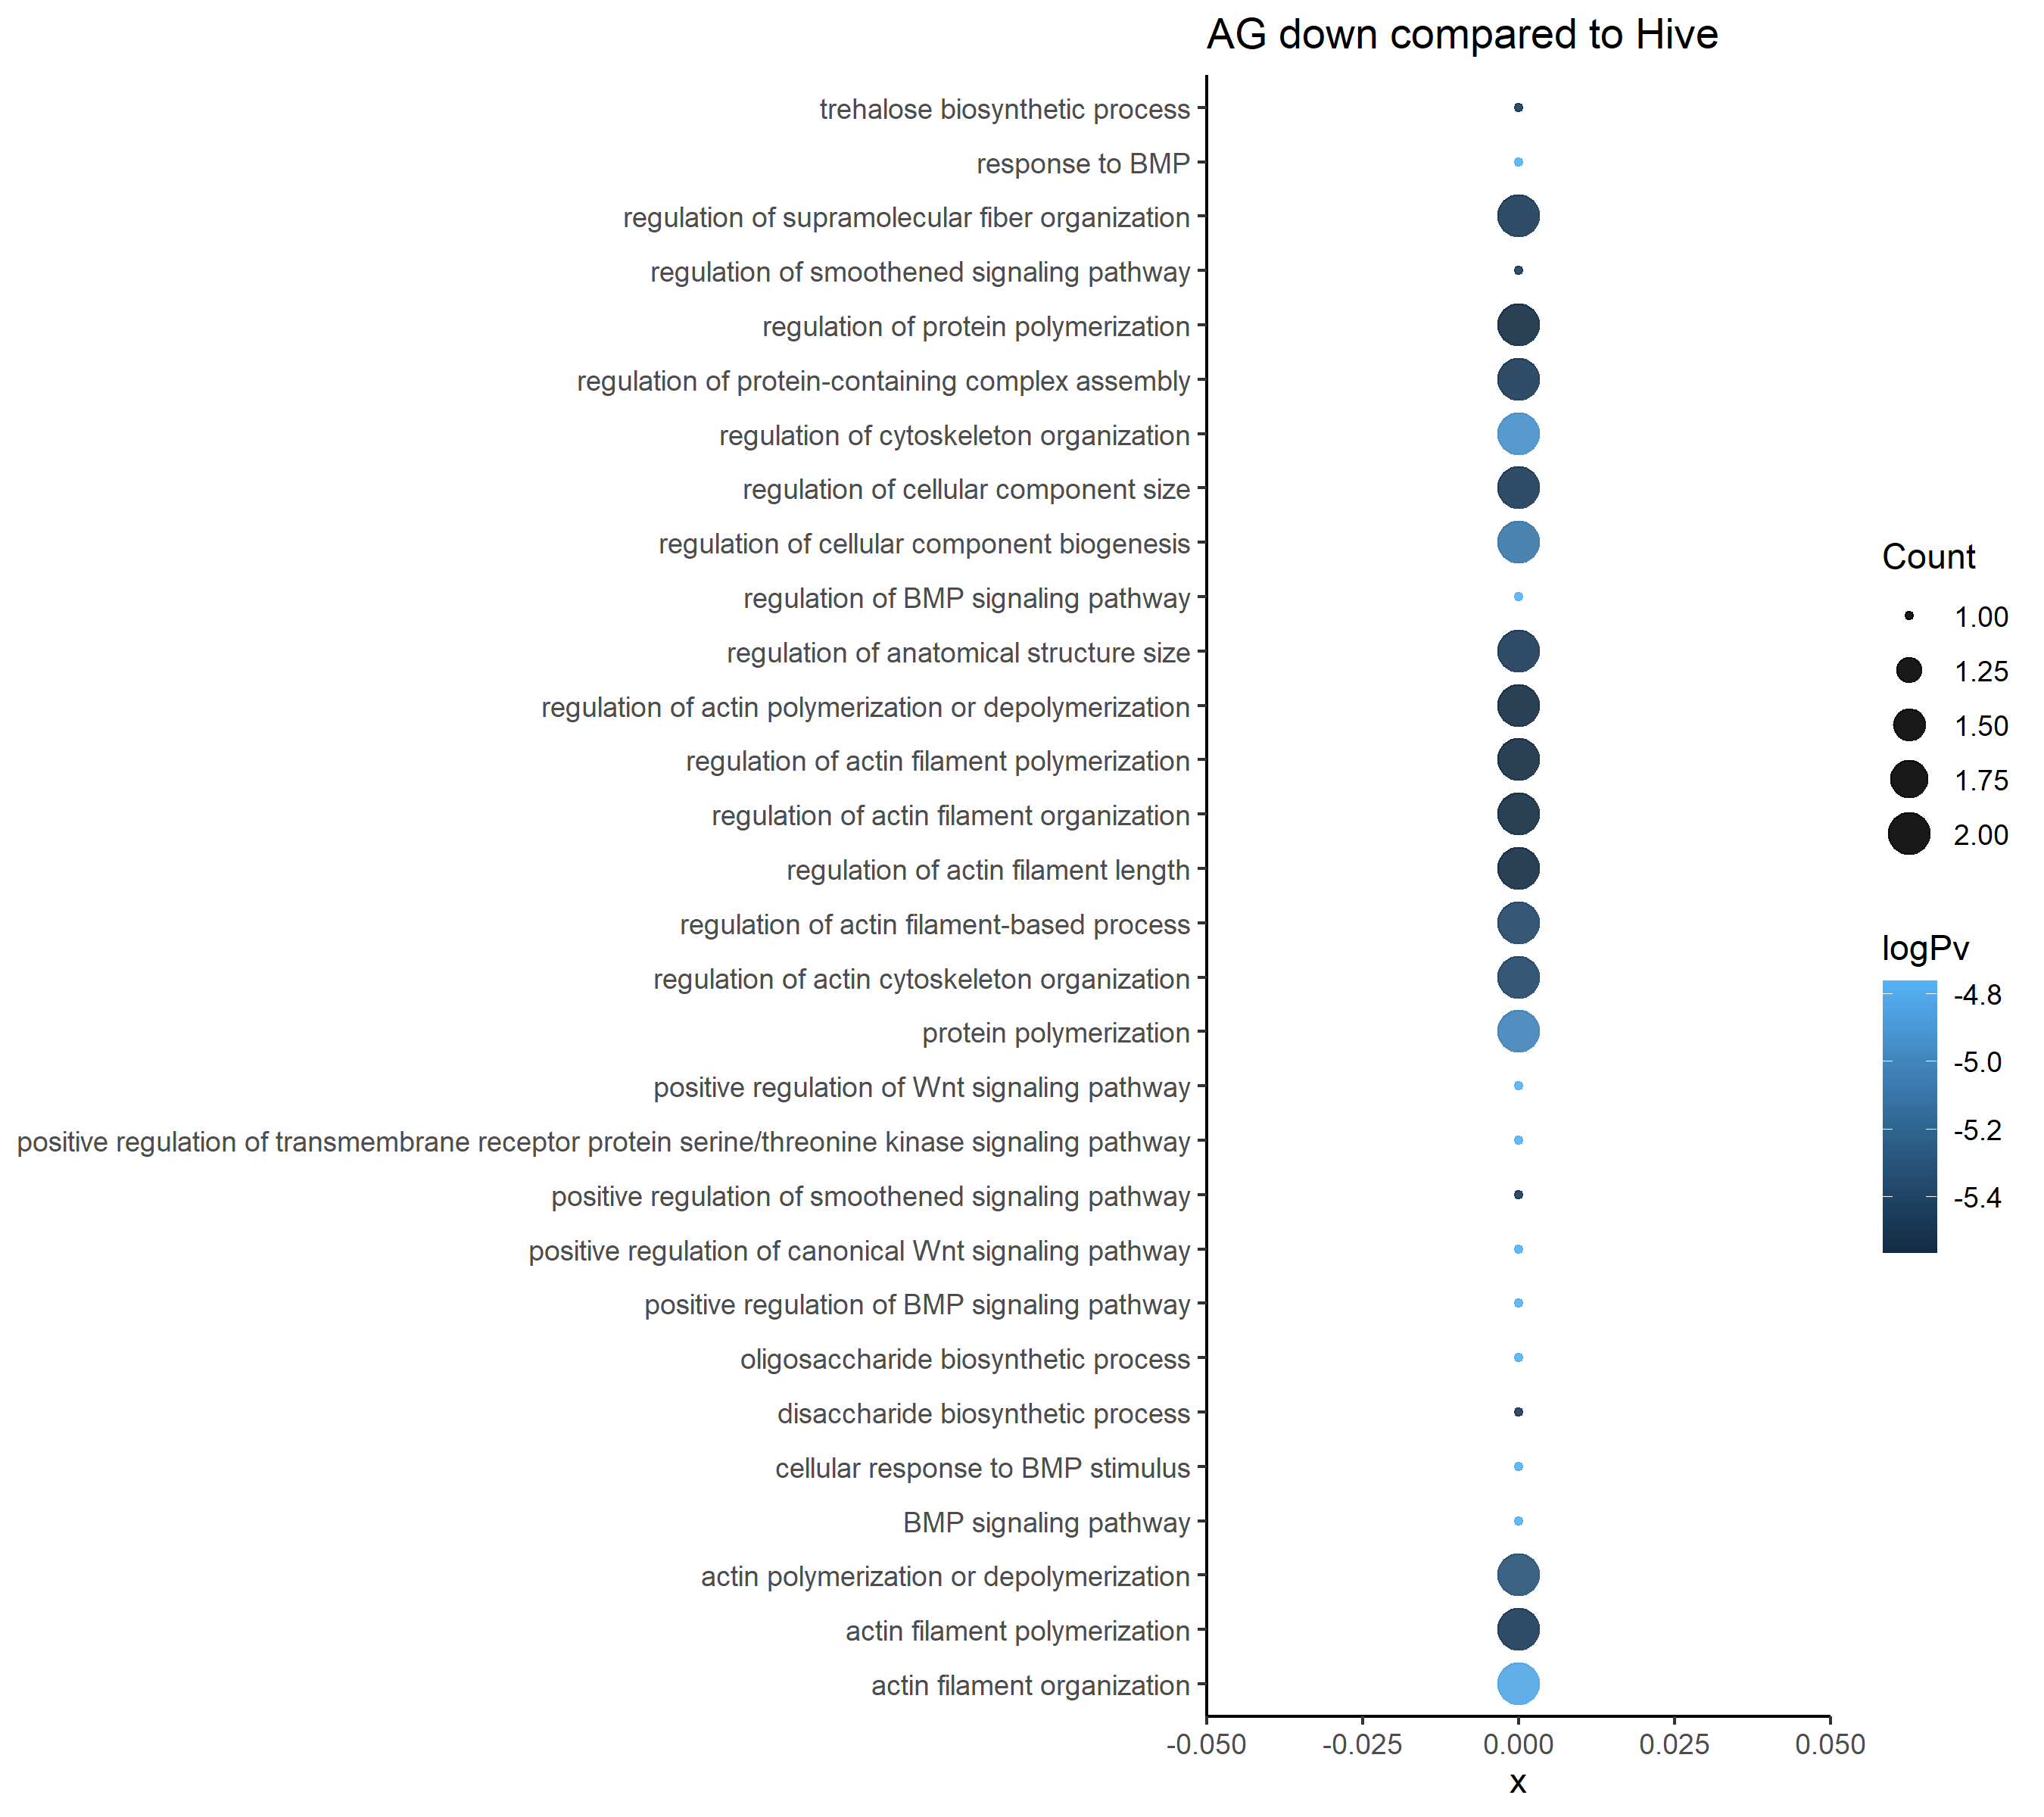 AG down compared to Hive
trehalose biosynthetic process
response to BMP
regulation of supramolecular fiber organization
regulation of smoothened signaling pathway
regulation of protein polymerization
regulation of protein-containing complex assembly
regulation of cytoskeleton organization
regulation of cellular component size
regulation of cellular component biogenesis
regulation of BMP signaling pathway
regulation of anatomical structure size
regulation of actin polymerization or depolymerization
regulation of actin filament polymerization
regulation of actin filament organization
regulation of actin filament length
regulation of actin filament-based process
regulation of actin cytoskeleton organization
protein polymerization
positive regulation of Wnt signaling pathway
positive regulation of transmembrane receptor protein serine/threonine kinase signaling pathway
positive regulation of smoothened signaling pathway
positive regulation of canonical Wnt signaling pathway
positive regulation of BMP signaling pathway
oligosaccharide biosynthetic process
disaccharide biosynthetic process
cellular response to BMP stimulus
BMP signaling pathway
actin polymerization or depolymerization
actin filament polymerization
actin filament organization
-0.050 -0.025 0.000 0.025 0.050
x
Count
1.00
1.25
1.50
1.75
2.00
logPv
-4.8
-5.0
-5.2
-5.4